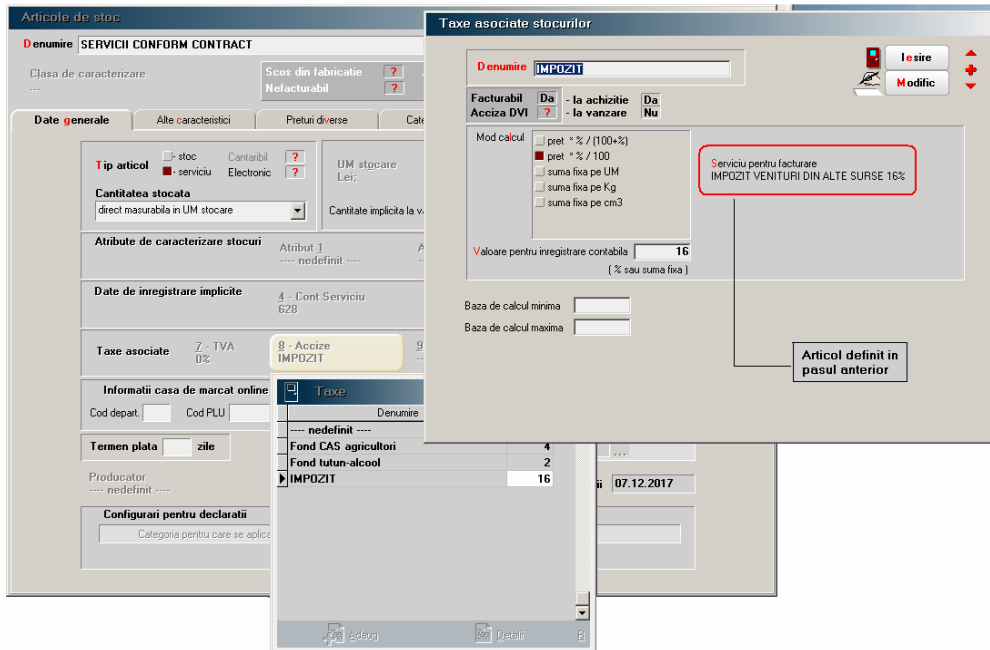 Articole de stoc
Denumire SERVICII CONFORM CONTRACT
Clasa de caracterizare
---
Scos din fabricatie ?
Nefacturabil ?
Date generale
Alte caracteristici
Preturi diverse
Cate
Tip articol
- stoc
- serviciu
Cantaribil ?
Electronic ?
UM stocare
Lei;
Cantitatea stocata
direct masurabila in UM stocare
Cantitate implicita la v
Atribute de caracterizare stocuri
Atribut 1
---- nedefinit ----
Date de inregistrare implicite
4 - Cont Serviciu
628
Taxe asociate
7 - TVA
0%
8 - Accize
IMPOZIT
9
Informatii casa de marcat online
Cod depart.
Cod PLU
Termen plata
zile
...
Producator
---- nedefinit ----
ii 07.12.2017
Configurari pentru declaratii
Categoria pentru care se aplica
Taxe
Denumire
---- nedefinit ----
Fond CAS agricultori 4
Fond tutun-alcool 2
IMPOZIT 16
Adaug
Detalii
Taxe asociate stocurilor
Denumire IMPOZIT
Iesire
Modific
Facturabil Da - la achizitie Da
Acciza DVI ? - la vanzare Nu
Mod calcul
pret * % / (100+%)
pret * % / 100
suma fixa pe UM
suma fixa pe Kg
suma fixa pe cm3
Serviciu pentru facturare
IMPOZIT VENITURI DIN ALTE SURSE 16%
Valoare pentru inregistrare contabila 16
( % sau suma fixa )
Baza de calcul minima
Baza de calcul maxima
Articol definit in
pasul anterior